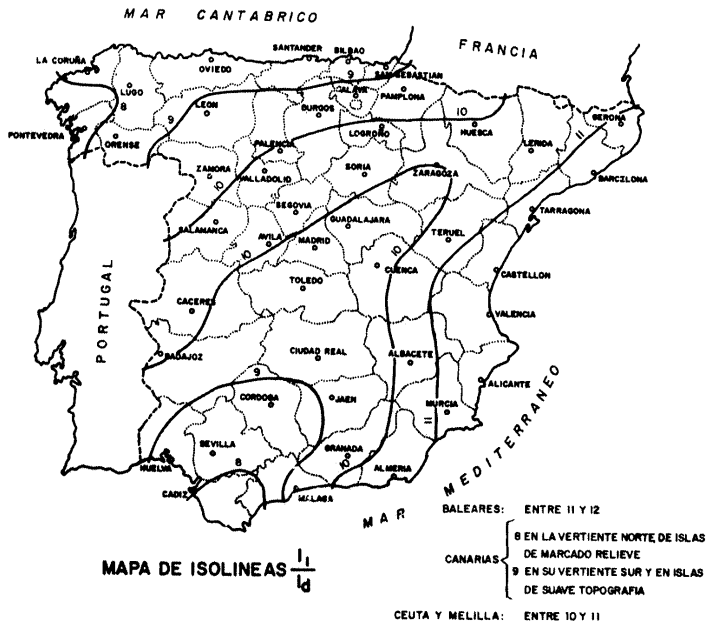 MAR CANTABRICO
FRANCIA
LA CORUÑA
LUGO
OVIEDO
SANTANDER
BILBAO
SAN SEBASTIAN
9
ALAVA
PAMPLONA
8
9
LEON
BURGOS
LOGROÑO
10
HUESCA
11
GERONA
PONTEVEDRA
ORENSE
PALENCIA
LERIDA
BARCELONA
ZAMORA
10
VALLADOLID
SORIA
ZARAGOZA
TARRAGONA
SALAMANCA
SEGOVIA
GUADALAJARA
TERUEL
AVILA
MADRID
10
10
CUENCA
CASTELLON
TOLEDO
PORTUGAL
CACERES
VALENCIA
BADAJOZ
CIUDAD REAL
ALBACETE
9
ALICANTE
CORDOBA
JAEN
MURCIA
11
SEVILLA
HUELVA
8
GRANADA
10
ALMERIA
CADIZ
MALAGA
MAR MEDITERRANEO
MAPA DE ISOLINEAS I1/Id
BALEARES: ENTRE 11 Y 12
CANARIAS
8 EN LA VERTIENTE NORTE, DE ISLAS
DE MARCADO RELIEVE
9 EN SU VERTIENTE SUR Y EN ISLAS
DE SUAVE TOPOGRAFIA
CEUTA Y MELILLA: ENTRE 10 Y 11